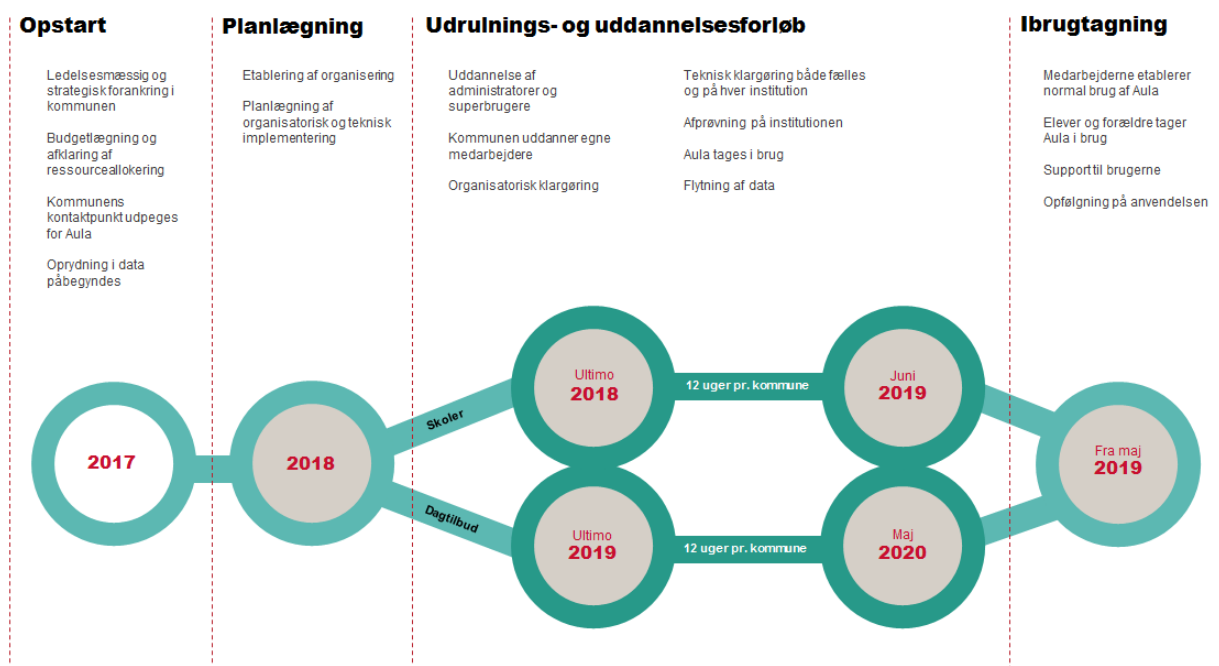 Opstart
Ledelsesmæssig og
strategisk forankring i
kommunen
Budgetlægning og
afklaring af
ressourceallokering
Kommunens
kontaktpunkt udpeges
for Aula
Oprydning i data
påbegyndes
Planlægning
Etablering af organisering
Planlægning af
organisatorisk og teknisk
implementering
Udrulnings- og uddannelsesforløb
Uddannelse af
administratorer og
superbrugere
Kommunen uddanner egne
medarbejdere
Organisatorisk klargøring
Teknisk klargøring både fælles
og på hver institution
Afprøvning på institutionen
Aula tages i brug
Flytning af data
Ibrugtagning
Medarbejderne etablerer
normal brug af Aula
Elever og forældre tager
Aula i brug
Support til brugerne
Opfølgning på anvendelsen
2017
2018
Skoler
Ultimo
2018
12 uger pr. kommune
Juni
2019
Dagtilbud
Ultimo
2019
12 uger pr. kommune
Maj
2020
Fra maj
2019